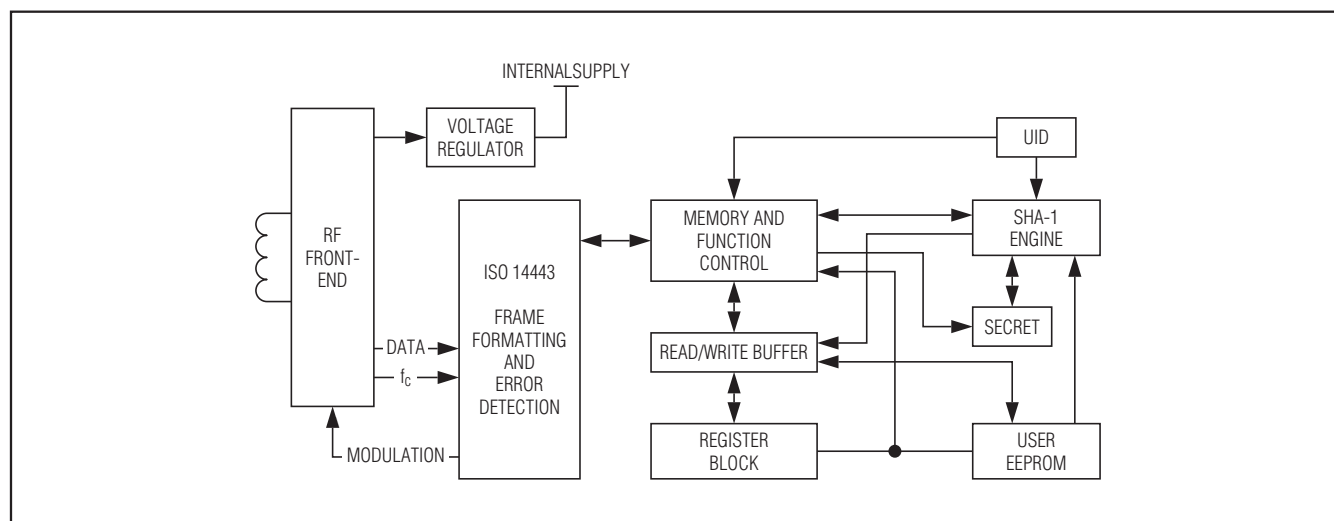 INTERNALSUPPLY
VOLTAGE
REGULATOR
UID
RF
FRONT-
END
MEMORY AND
FUNCTION
CONTROL
SHA-1
ENGINE
ISO 14443
FRAME
FORMATTING
AND
ERROR
DETECTION
SECRET
READ/WRITE BUFFER
DATA
fc
MODULATION
REGISTER
BLOCK
USER
EEPROM